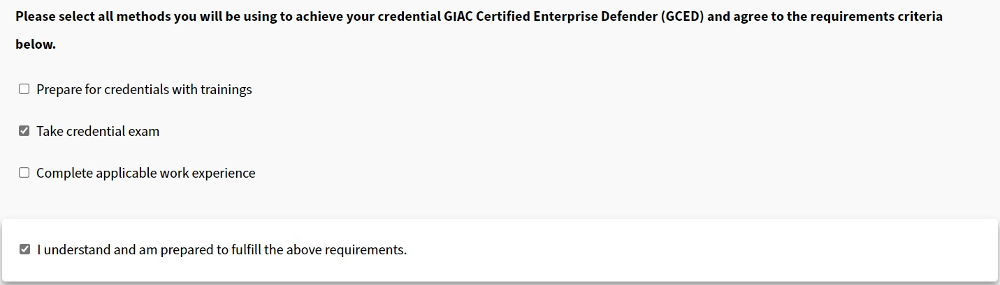 Please select all methods you will be using to achieve your credential GIAC Certified Enterprise Defender (GCED) and agree to the requirements criteria
below.
Prepare for credentials with trainings
Take credential exam
Complete applicable work experience
I understand and am prepared to fulfill the above requirements.